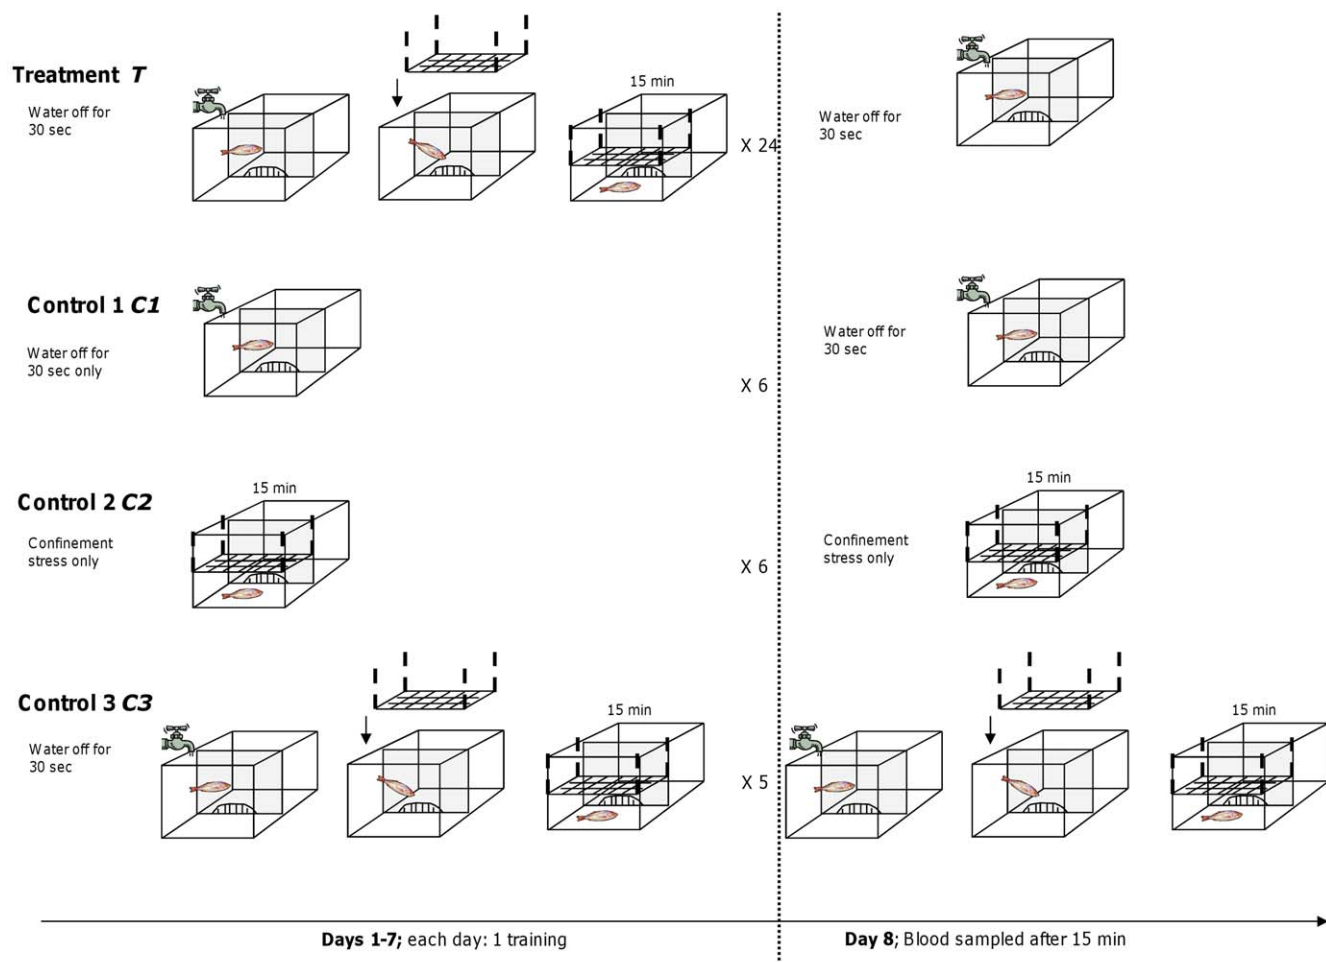 Treatment T
Water off for
30 sec
15 min
X 24
Water off for
30 sec
Control 1 C1
Water off for
30 sec only
X 6
Water off for
30 sec
Control 2 C2
Confinement
stress only
15 min
X 6
15 min
Confinement
stress only
Control 3 C3
Water off for
30 sec
15 min
X 5
15 min
Days 1-7; each day: 1 training
Day 8; Blood sampled after 15 min